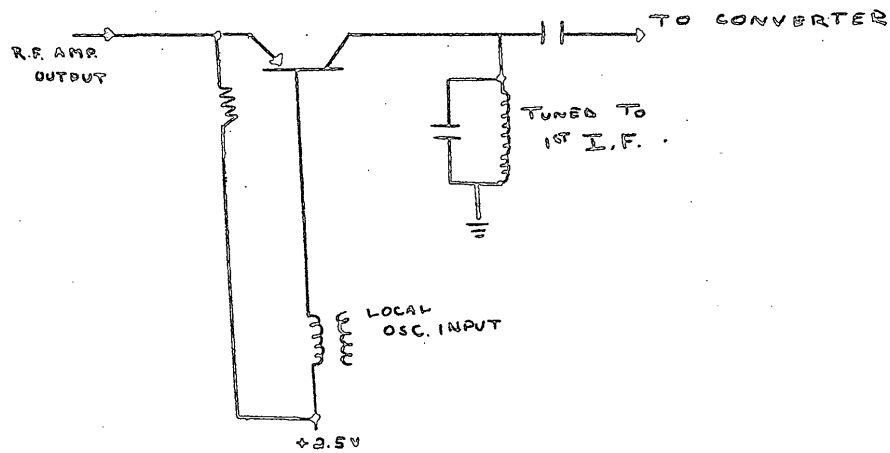 TO CONVERTER
R.F. AMP.
OUTPUT
TUNED TO
1ST I.F.
LOCAL
OSC. INPUT
+2.5V